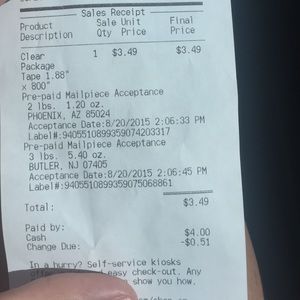 Sales Receipt
Product Sale Unit Final
Description Qty Price Price
Clear 1 $3.49 $3.49
Package
Tape 1.88"
x 800"
Pre-paid Mailpiece Acceptance
2 lbs. 1.20 oz.
PHOENIX, AZ 85024
Acceptance Date:8/20/2015 2:06:33 PM
Label#:9405510899359074203317
Pre-paid Mailpiece Acceptance
3 lbs. 5.40 oz.
BUTLER, NJ 07405
Acceptance Date:8/20/2015 2:06:45 PM
Label#:9405510899359075068861
Total: $3.49
Paid by:
Cash $4.00
Change Due: -$0.51
In a hurry? Self-service kiosks
easy check-out. Any
show you how.